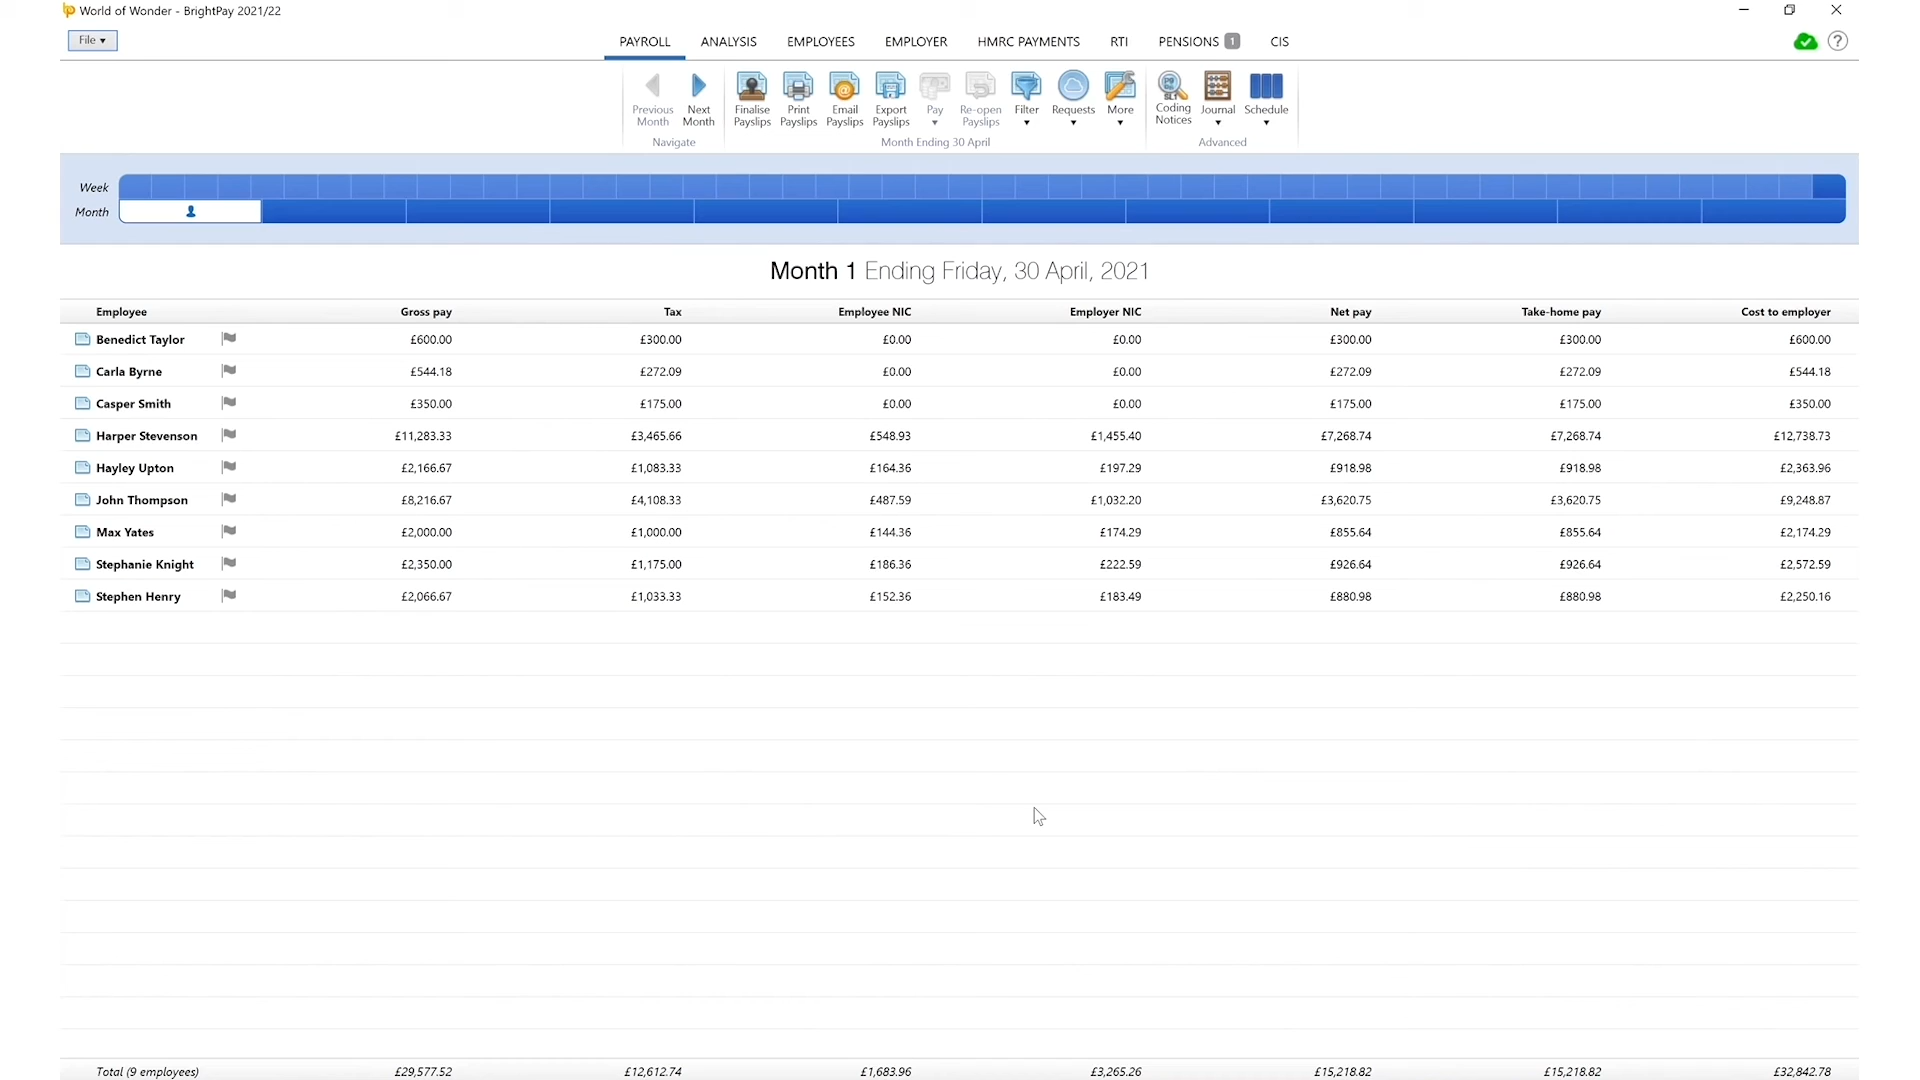 World of Wonder - BrightPay 2021/22
File
PAYROLL ANALYSIS EMPLOYEES EMPLOYER HMRC PAYMENTS RTI PENSIONS 1 CIS
?
Previous Month Next Month Finalise Payslips Print Payslips Email Payslips Export Payslips Pay Re-open Payslips Filter Requests More Coding Notices Journal Schedule
Navigate Month Ending 30 April Advanced
Week
Month
Month 1 Ending Friday, 30 April, 2021
Employee Gross pay Tax Employee NIC Employer NIC Net pay Take-home pay Cost to employer
Benedict Taylor £600.00 £300.00 £0.00 £0.00 £300.00 £300.00 £600.00
Carla Byrne £544.18 £272.09 £0.00 £0.00 £272.09 £272.09 £544.18
Casper Smith £350.00 £175.00 £0.00 £0.00 £175.00 £175.00 £350.00
Harper Stevenson £11,283.33 £3,465.66 £548.93 £1,455.40 £7,268.74 £7,268.74 £12,738.73
Hayley Upton £2,166.67 £1,083.33 £164.36 £197.29 £918.98 £918.98 £2,363.96
John Thompson £8,216.67 £4,108.33 £487.59 £1,032.20 £3,620.75 £3,620.75 £9,248.87
Max Yates £2,000.00 £1,000.00 £144.36 £174.29 £855.64 £855.64 £2,174.29
Stephanie Knight £2,350.00 £1,175.00 £186.36 £222.59 £926.64 £926.64 £2,572.59
Stephen Henry £2,066.67 £1,033.33 £152.36 £183.49 £880.98 £880.98 £2,250.16
Total (9 employees) £29,577.52 £12,612.74 £1,683.96 £3,265.26 £15,218.82 £15,218.82 £32,842.78